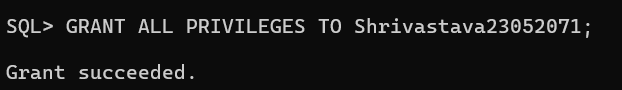 SQL> GRANT ALL PRIVILEGES TO Shrivastava23052071;
Grant succeeded.